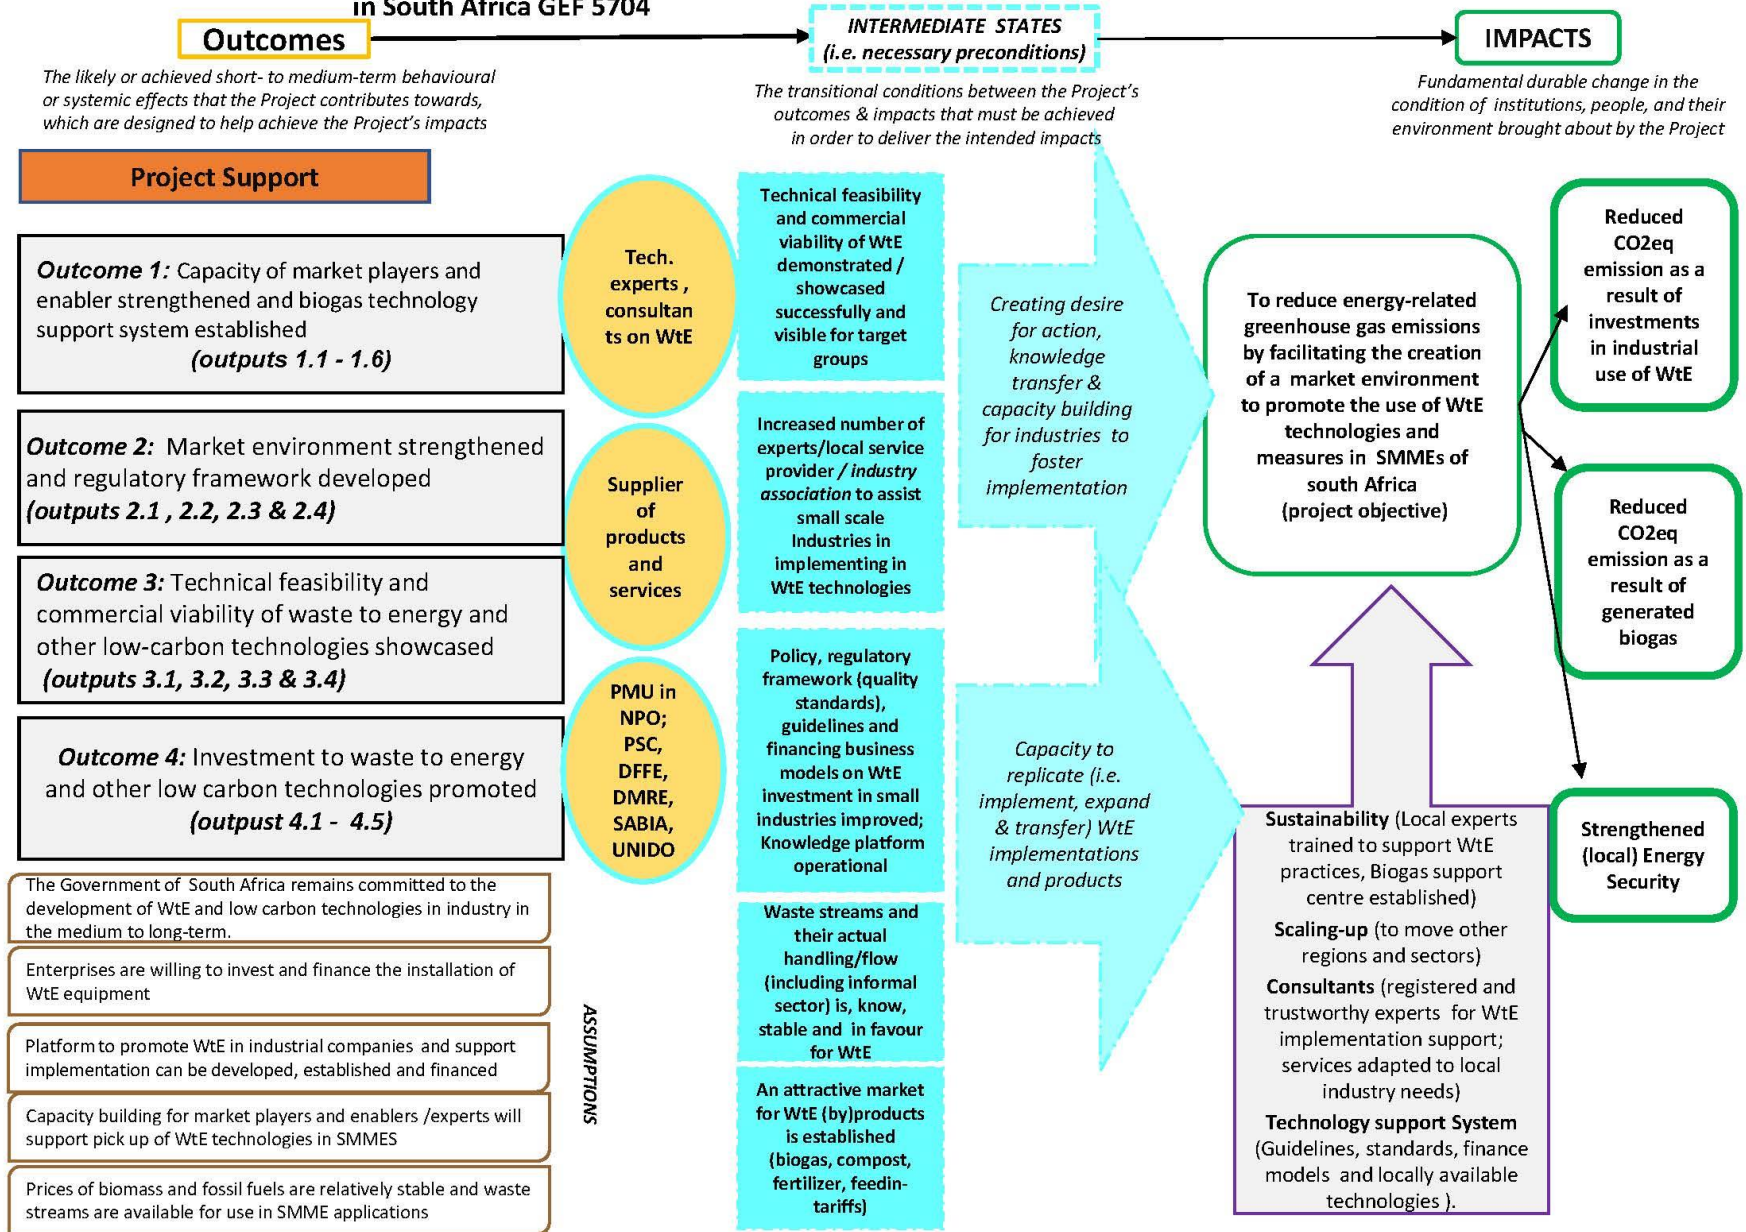 in South Africa GEF 5704
Outcomes
The likely or achieved short- to medium-term behavioural
or systemic effects that the Project contributes towards,
which are designed to help achieve the Project's impacts
INTERMEDIATE STATES
(i.e. necessary preconditions)
The transitional conditions between the Project's
outcomes & impacts that must be achieved
in order to deliver the intended impacts
IMPACTS
Fundamental durable change in the
condition of institutions, people, and their
environment brought about by the Project
Project Support
Outcome 1: Capacity of market players and
enabler strengthened and biogas technology
support system established
(outputs 1.1 - 1.6)
Outcome 2: Market environment strengthened
and regulatory framework developed
(outputs 2.1 , 2.2, 2.3 & 2.4)
Outcome 3: Technical feasibility and
commercial viability of waste to energy and
other low-carbon technologies showcased
(outputs 3.1, 3.2, 3.3 & 3.4)
Outcome 4: Investment to waste to energy
and other low carbon technologies promoted
(outpust 4.1 - 4.5)
The Government of South Africa remains committed to the
development of WtE and low carbon technologies in industry in
the medium to long-term.
Enterprises are willing to invest and finance the installation of
WtE equipment
Platform to promote WtE in industrial companies and support
implementation can be developed, established and financed
Capacity building for market players and enablers /experts will
support pick up of WtE technologies in SMMES
Prices of biomass and fossil fuels are relatively stable and waste
streams are available for use in SMME applications
ASSUMPTIONS
Tech.
experts ,
consultan
ts on WtE
Supplier
of
products
and
services
PMU in
NPO;
PSC,
DFFE,
DMRE,
SABIA,
UNIDO
Technical feasibility
and commercial
viability of WtE
demonstrated /
showcased
successfully and
visible for target
groups
Increased number of
experts/local service
provider / industry
association to assist
small scale
Industries in
implementing in
WtE technologies
Policy, regulatory
framework (quality
standards),
guidelines and
financing business
models on WtE
investment in small
industries improved;
Knowledge platform
operational
Waste streams and
their actual
handling/flow
(including informal
sector) is, know,
stable and in favour
for WtE
An attractive market
for WtE (by)products
is established
(biogas, compost,
fertilizer, feedin-
tariffs)
Creating desire
for action,
knowledge
transfer &
capacity building
for industries to
foster
implementation
Capacity to
replicate (i.e.
implement, expand
& transfer) WtE
implementations
and products
To reduce energy-related
greenhouse gas emissions
by facilitating the creation
of a market environment
to promote the use of WtE
technologies and
measures in SMMEs of
south Africa
(project objective)
Sustainability (Local experts
trained to support WtE
practices, Biogas support
centre established)
Scaling-up (to move other
regions and sectors)
Consultants (registered and
trustworthy experts for WtE
implementation support;
services adapted to local
industry needs)
Technology support System
(Guidelines, standards, finance
models and locally available
technologies ).
Reduced
CO2eq
emission as a
result of
investments
in industrial
use of WtE
Reduced
CO2eq
emission as a
result of
generated
biogas
Strengthened
(local) Energy
Security